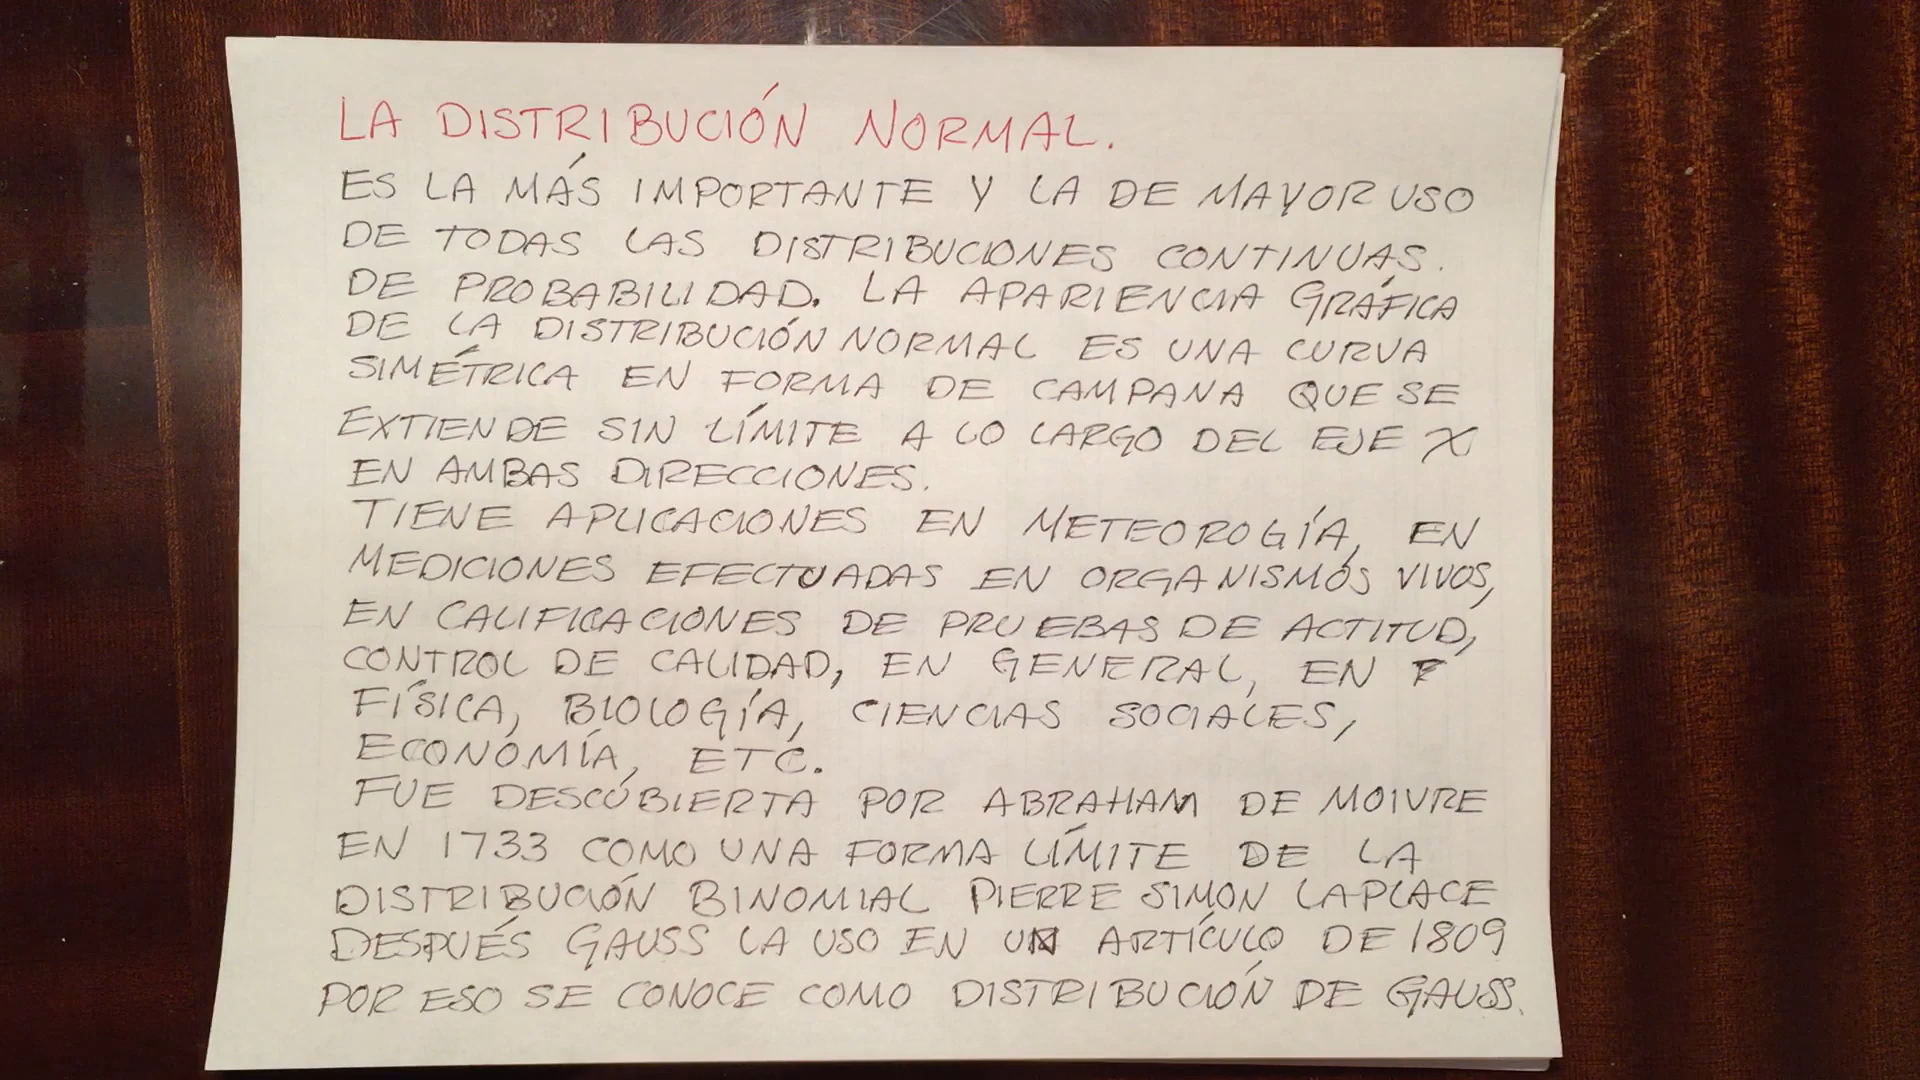 LA DISTRIBUCIÓN NORMAL.
ES LA MÁS IMPORTANTE Y LA DE MAYOR USO
DE TODAS LAS DISTRIBUCIONES CONTINUAS.
DE PROBABILIDAD. LA APARIENCIA GRÁFICA
DE LA DISTRIBUCIÓN NORMAL ES UNA CURVA
SIMÉTRICA EN FORMA DE CAMPANA QUE SE
EXTIENDE SIN LÍMITE A LO LARGO DEL EJE X
EN AMBAS DIRECCIONES.
TIENE APLICACIONES EN METEOROGÍA, EN
MEDICIONES EFECTUADAS EN ORGANISMOS VIVOS,
EN CALIFICACIONES DE PRUEBAS DE ACTITUD,
CONTROL DE CALIDAD, EN GENERAL, EN F
FÍSICA, BIOLOGÍA, CIENCIAS SOCIALES,
ECONOMÍA, ETC.
FUE DESCUBIERTA POR ABRAHAM DE MOIVRE
EN 1733 COMO UNA FORMA LÍMITE DE LA
DISTRIBUCIÓN BINOMIAL PIERRE SIMON LAPLACE
DESPUÉS GAUSS LA USO EN UN ARTÍCULO DE 1809
POR ESO SE CONOCE COMO DISTRIBUCIÓN DE GAUSS.